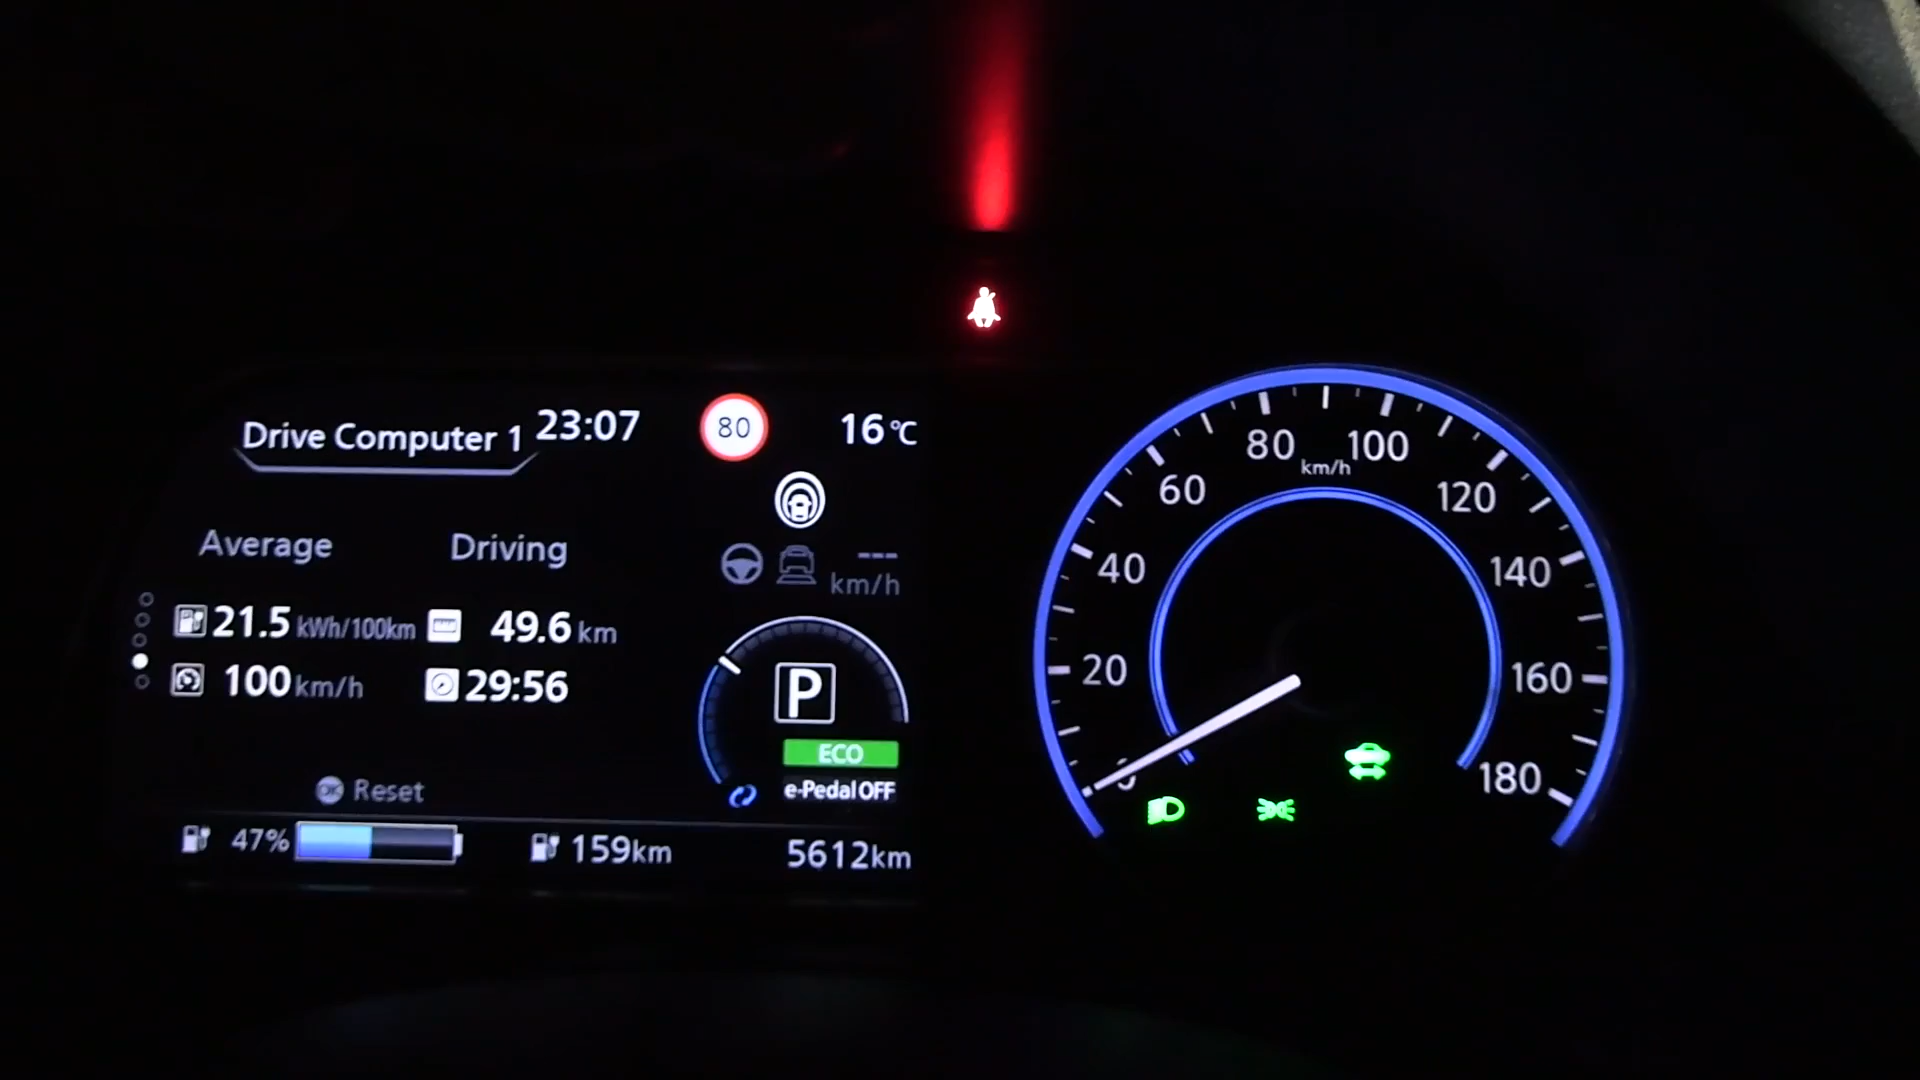 Drive Computer 1 23:07 80 16°C
Average Driving
--- km/h
21.5 kWh/100km 49.6 km
100 km/h 29:56
P
ECO
e-Pedal OFF
OK Reset
47% 159km 5612km
0
20
40
60
80
km/h
100
120
140
160
180